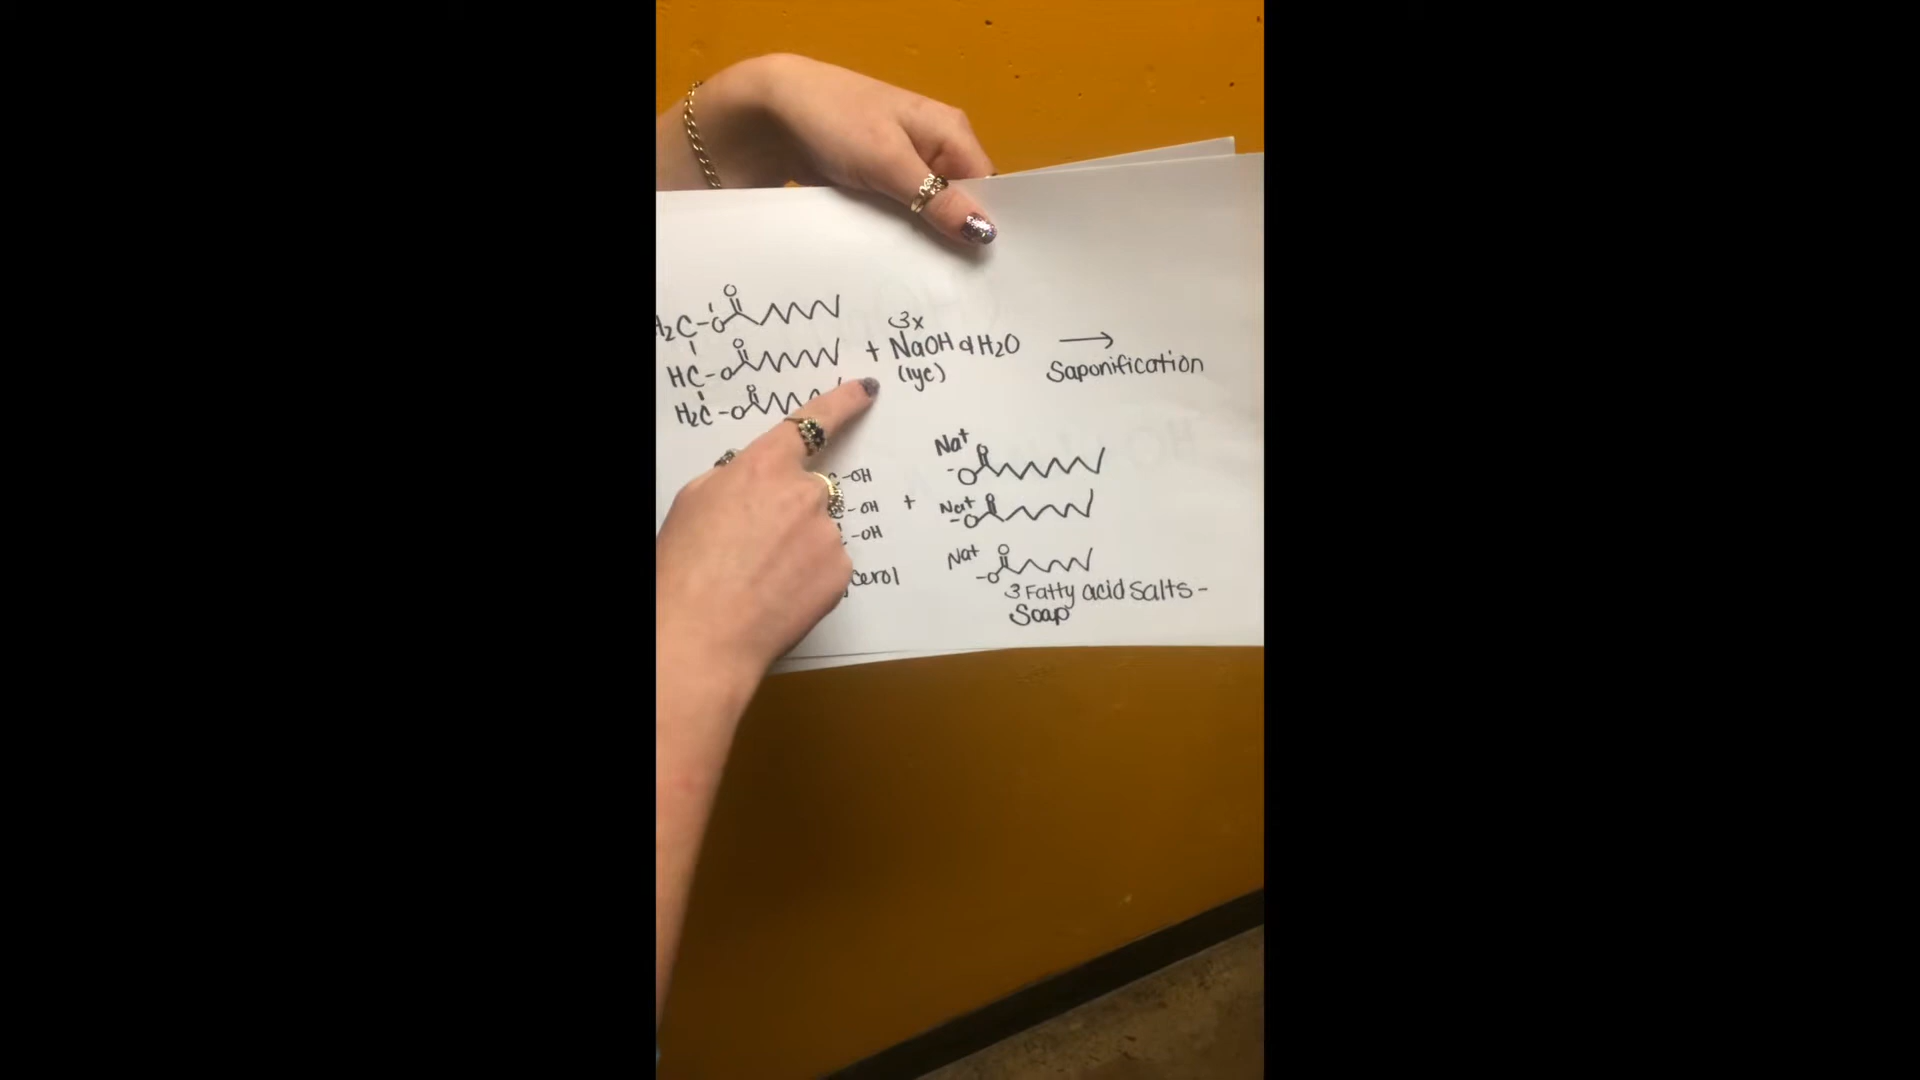 O
H₂C-O
3x
O
+ NaOH & H₂O →
HC-O
(lye)
Saponification
O
H₂C-O
Na+
O
-O
C-OH
+
Na+
O
-O
C-OH
C-OH
Na+
O
-O
cerol
3 Fatty acid salts -
Soap